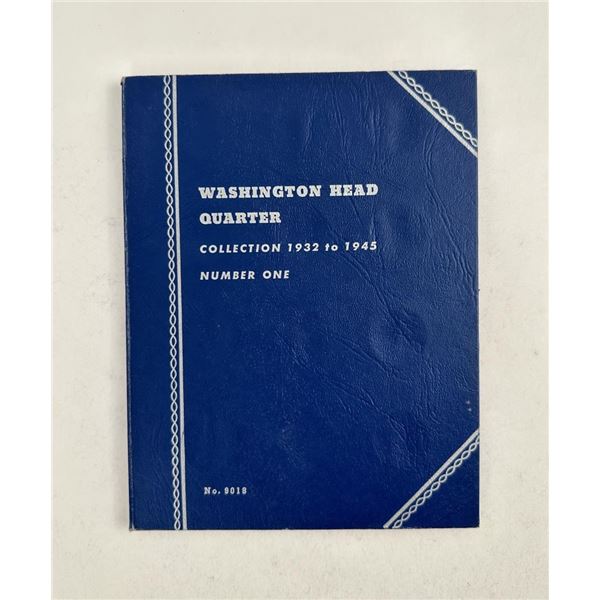 WASHINGTON HEAD
QUARTER
COLLECTION 1932 to 1945
NUMBER ONE
No. 9018